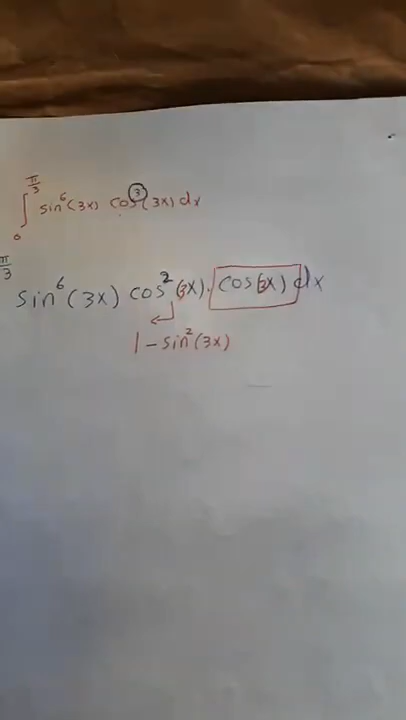 ∫₀^(π/3) sin⁶(3x) cos³(3x) dx
π/3 sin⁶(3x) cos²(3x) · cos(3x) dx
1 − sin²(3x)